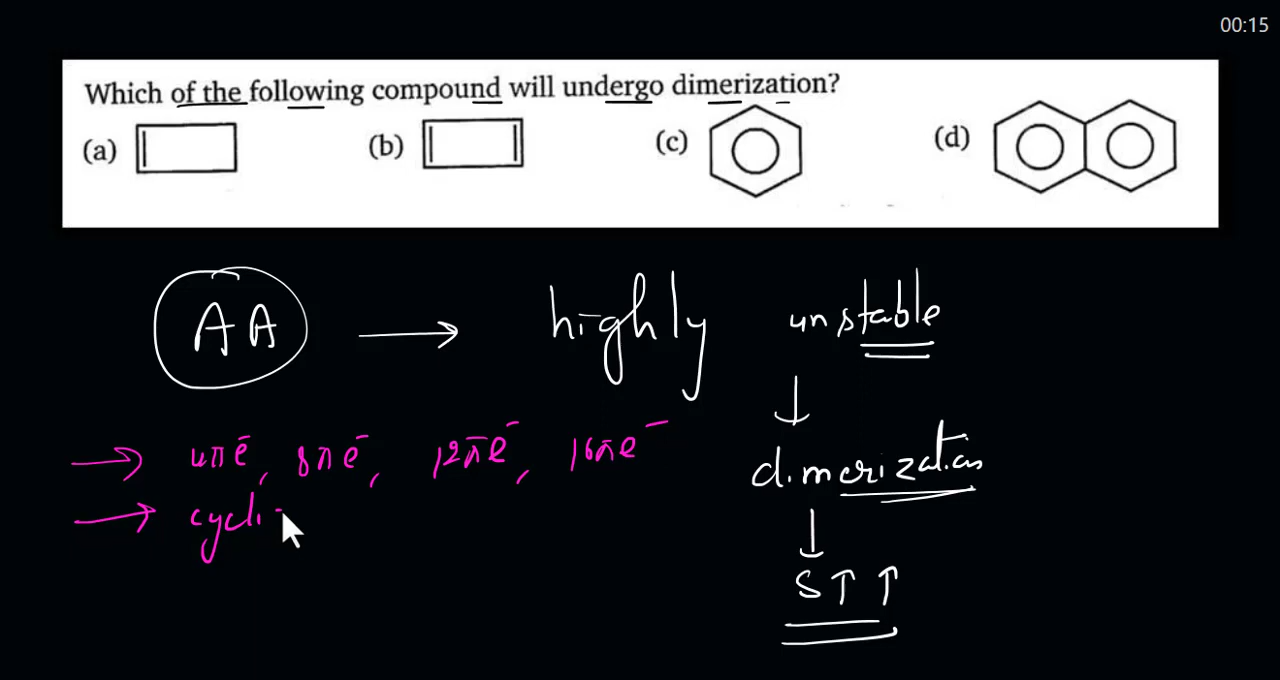 00:15
Which of the following compound will undergo dimerization?
(a) (b) (c) (d)
AA → highly unstable
↓
→ 4πe⁻, 8πe⁻, 12πe⁻, 16πe⁻
dimerization
→ cycli
↓
S↑↑